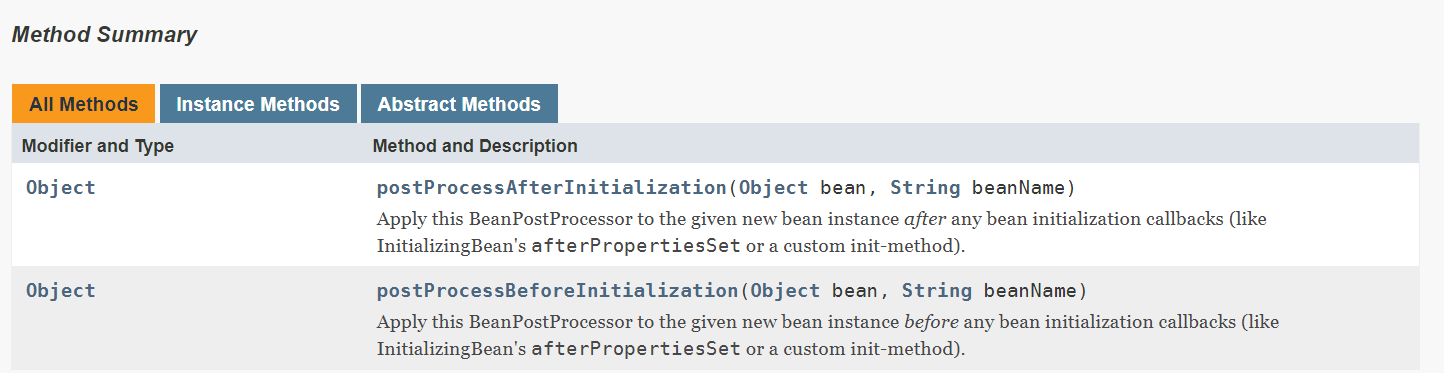 Method Summary
All Methods Instance Methods Abstract Methods
Modifier and Type Method and Description
Object postProcessAfterInitialization(Object bean, String beanName)
Apply this BeanPostProcessor to the given new bean instance after any bean initialization callbacks (like
InitializingBean's afterPropertiesSet or a custom init-method).
Object postProcessBeforeInitialization(Object bean, String beanName)
Apply this BeanPostProcessor to the given new bean instance before any bean initialization callbacks (like
InitializingBean's afterPropertiesSet or a custom init-method).